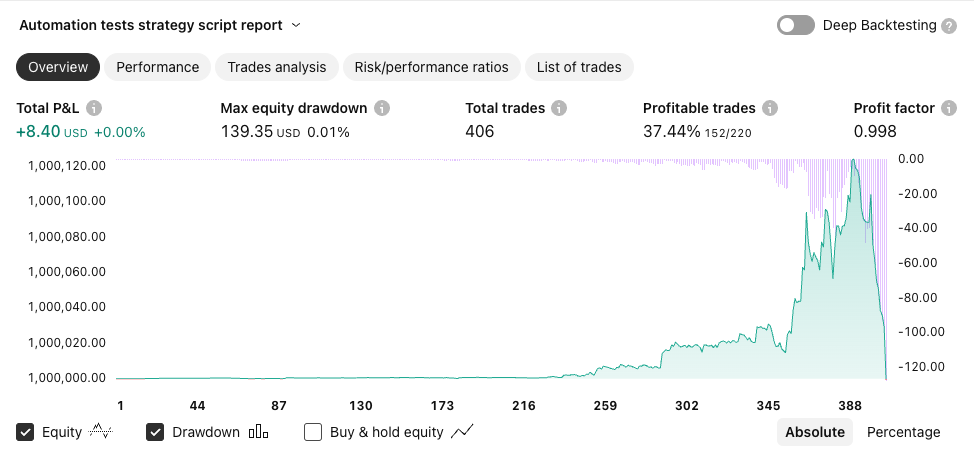 Automation tests strategy script report
Deep Backtesting ?
Overview Performance Trades analysis Risk/performance ratios List of trades
Total P&L i Max equity drawdown i Total trades i Profitable trades i Profit factor i
+8.40 USD +0.00% 139.35 USD 0.01% 406 37.44% 152/220 0.998
1,000,120.00 0.00
1,000,100.00 -20.00
1,000,080.00 -40.00
1,000,060.00 -60.00
1,000,040.00 -80.00
1,000,020.00 -100.00
1,000,000.00 -120.00
1 44 87 130 173 216 259 302 345 388
Equity Drawdown Buy & hold equity Absolute Percentage